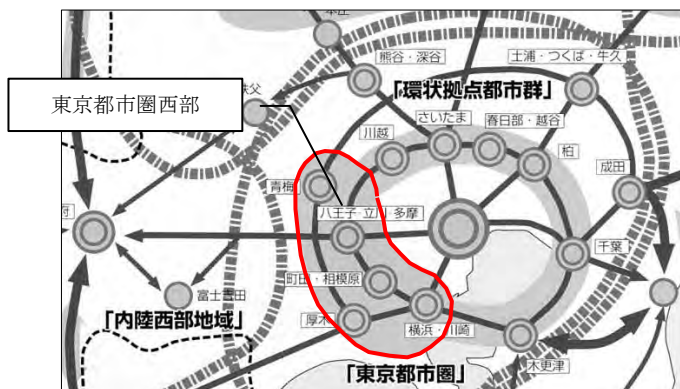 熊谷・深谷
土浦・つくば・牛久
「環状拠点都市群」
東京都市圏西部
父
さいたま
春日部・越谷
川越
柏
成田
青梅
八王子・立川・多摩
千葉
町田・相模原
富士吉田
「内陸西部地域」
厚木
横浜・川崎
木更津
「東京都市圏」